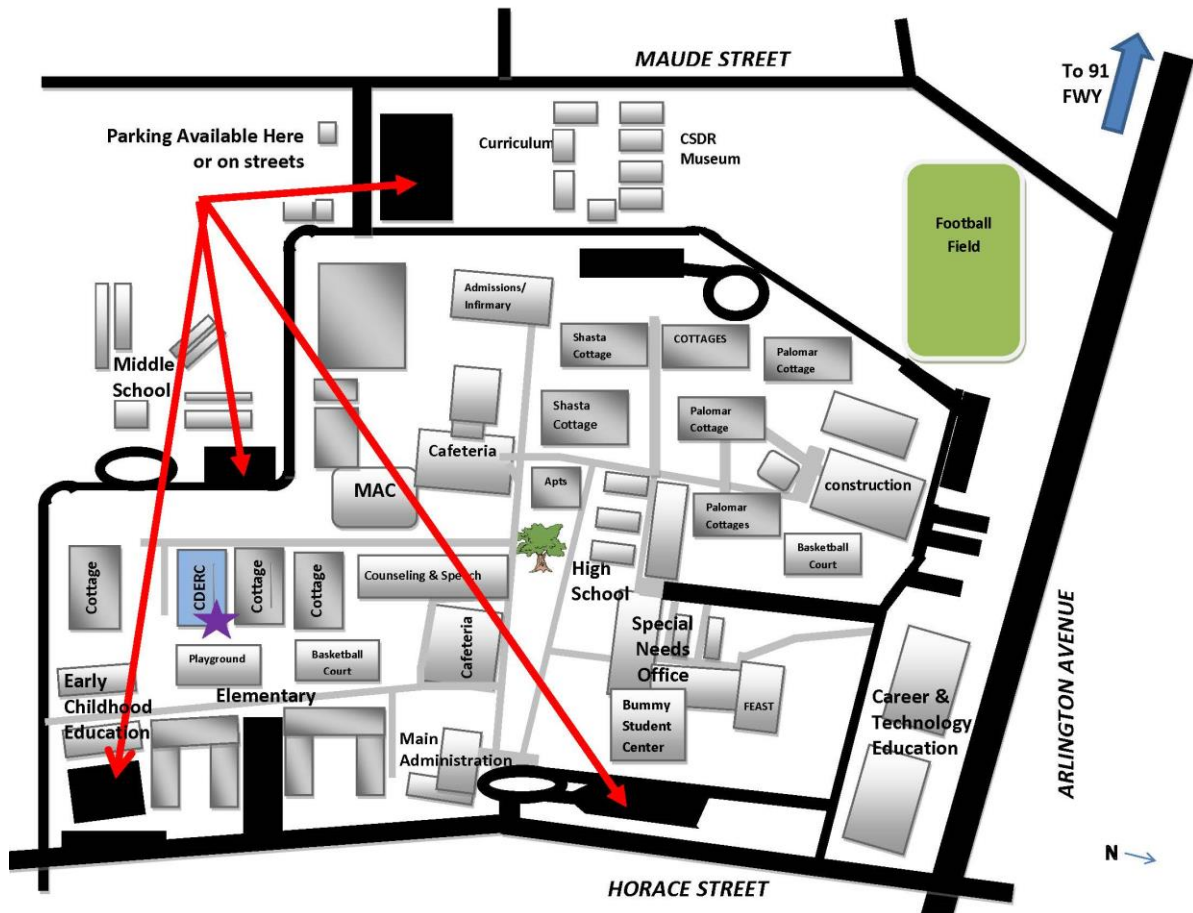 MAUDE STREET
To 91
FWY
Parking Available Here
or on streets
Curriculum
CSDR
Museum
Football
Field
Admissions/
Infirmary
Shasta
Cottage
COTTAGES
Palomar
Cottage
Middle
School
Shasta
Cottage
Palomar
Cottage
Cafeteria
MAC
Apts
construction
Palomar
Cottages
Basketball
Court
Cottage
CDERC
Cottage
Cottage
Counseling & Speech
High
School
Special
Needs
Office
Playground
Basketball
Court
Cafeteria
Early
Childhood
Education
Elementary
Bummy
Student
Center
FEAST
Career &
Technology
Education
Main
Administration
ARLINGTON AVENUE
N
HORACE STREET